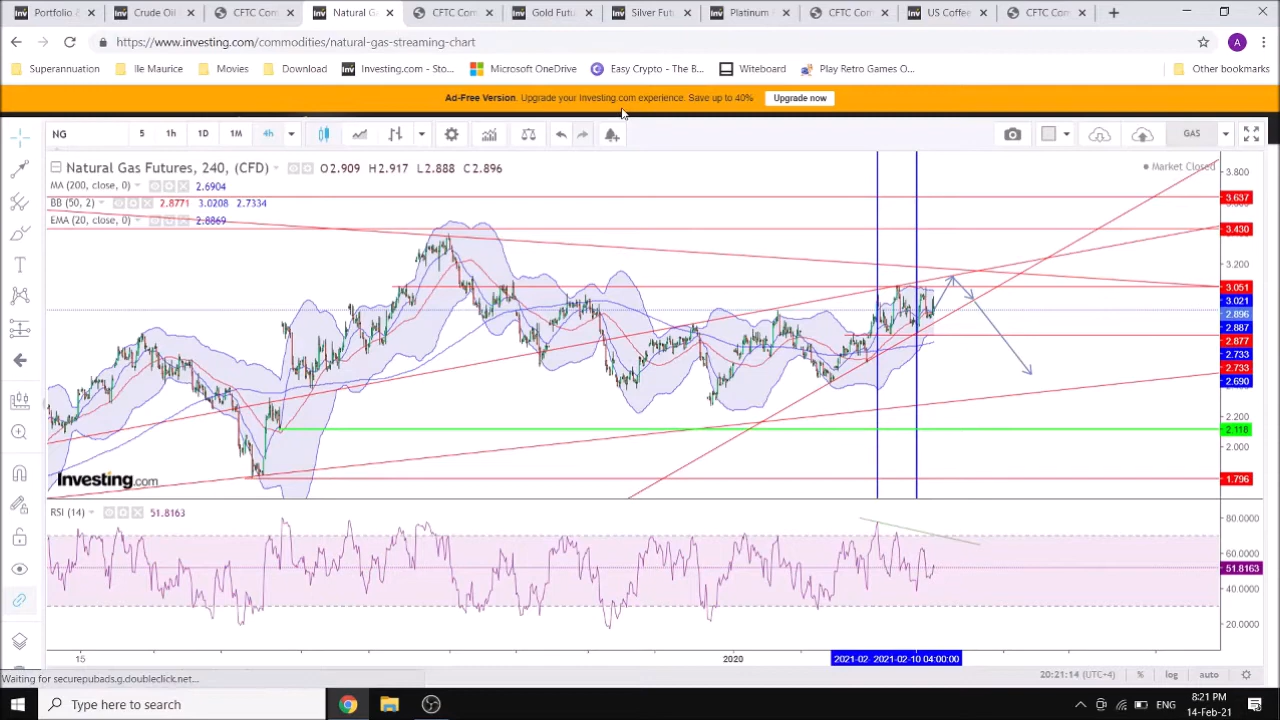 Portfolio &
Crude Oil
CFTC Com
Natural G
CFTC Com
Gold Futu
Silver Fut
Platinum
CFTC Com
US Coffee
CFTC Com
https://www.investing.com/commodities/natural-gas-streaming-chart
A
Superannuation
Ile Maurice
Movies
Download
Investing.com - Sto...
Microsoft OneDrive
Easy Crypto - The B...
Witeboard
Play Retro Games O...
Other bookmarks
Ad-Free Version. Upgrade your Investing.com experience. Save up to 40%
Upgrade now
NG
5
1h
1D
1M
4h
GAS
Natural Gas Futures, 240, (CFD)
O2.909 H2.917 L2.888 C2.896
Market Closed
MA (200, close, 0) 2.6904
BB (50, 2) 2.8771 3.0208 2.7334
EMA (20, close, 0) 2.8869
3.800
3.637
3.430
3.200
3.051
3.021
2.896
2.887
2.877
2.733
2.733
2.690
2.200
2.118
2.000
1.796
Investing.com
RSI (14) 51.8163
80.0000
60.0000
51.8163
40.0000
20.0000
15
2020
2021-02-
2021-02-10 04:00:00
Waiting for securepubads.g.doubleclick.net...
20:21:14 (UTC+4)
%
log
auto
Type here to search
ENG
8:21 PM
14-Feb-21